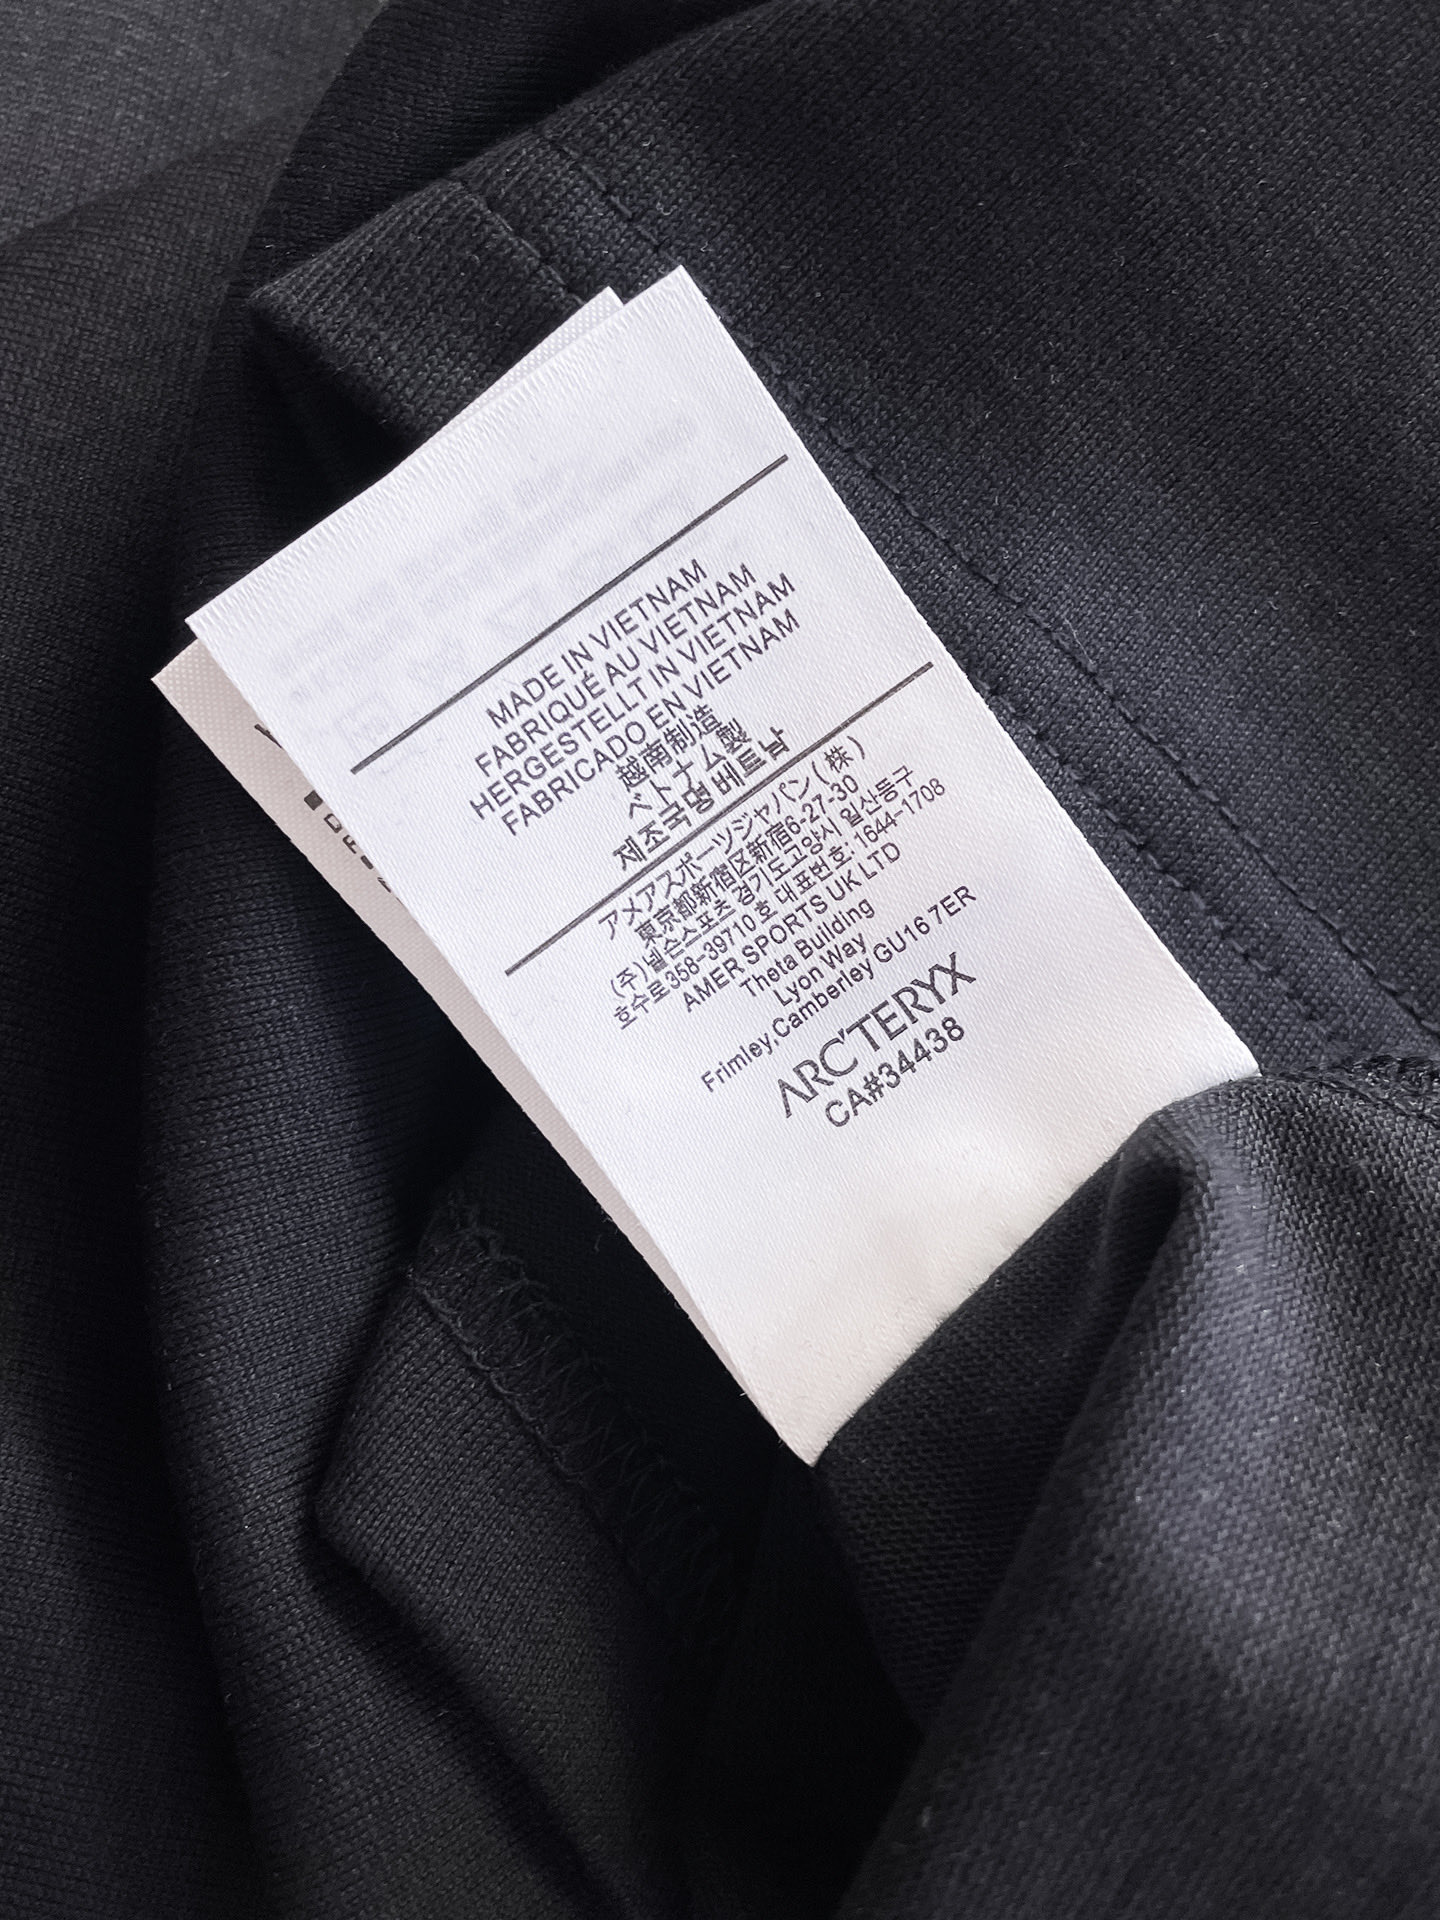 MADE IN VIETNAM
FABRIQUÉ AU VIETNAM
HERGESTELLT IN VIETNAM
FABRICADO EN VIETNAM
越南制造
ベトナム製
제조국명 베트남
アメアスポーツジャパン(株)
東京都新宿区新宿6-27-30
(주)넬슨스포츠 경기도고양시 일산동구
호수로358-39710호 대표번호: 1644-1708
AMER SPORTS UK LTD
Theta Building
Lyon Way
Frimley,Camberley GU16 7ER
ARC'TERYX
CA#34438